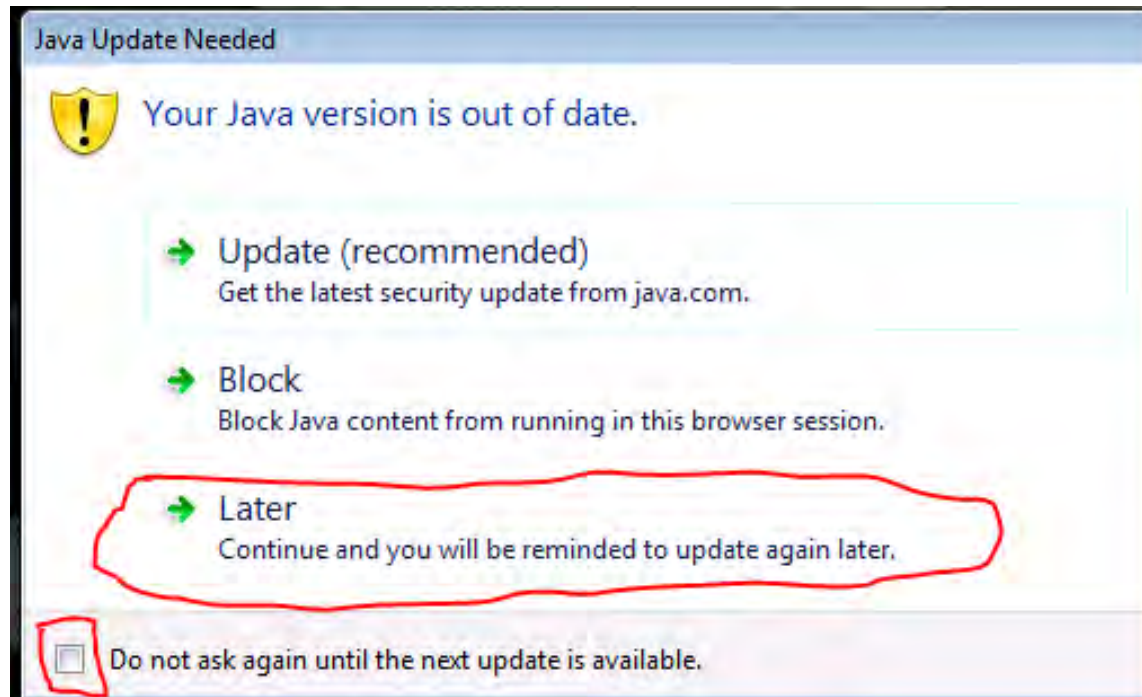 Java Update Needed
Your Java version is out of date.
Update (recommended)
Get the latest security update from java.com.
Block
Block Java content from running in this browser session.
Later
Continue and you will be reminded to update again later.
Do not ask again until the next update is available.